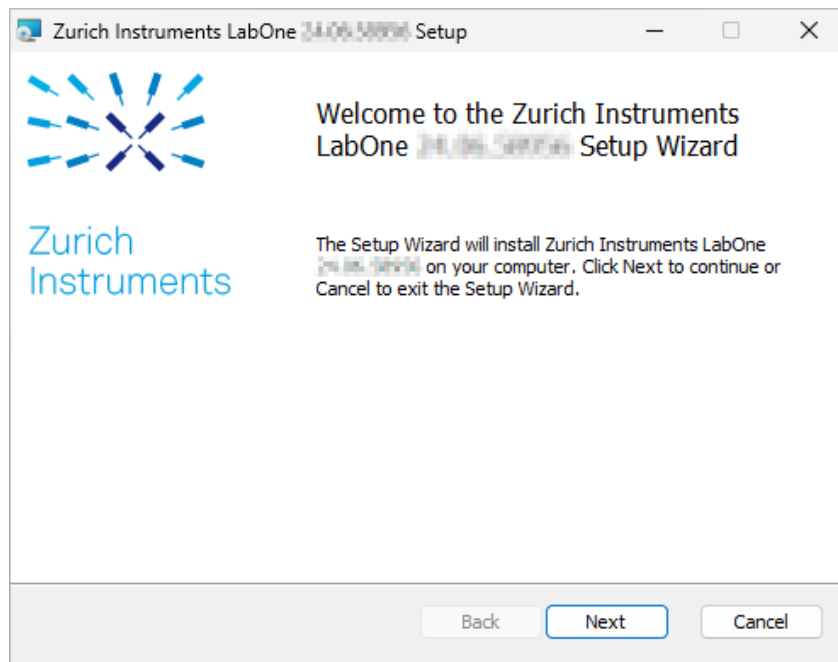 Zurich Instruments LabOne Setup
Welcome to the Zurich Instruments
LabOne Setup Wizard
Zurich
Instruments
The Setup Wizard will install Zurich Instruments LabOne
on your computer. Click Next to continue or
Cancel to exit the Setup Wizard.
Back
Next
Cancel